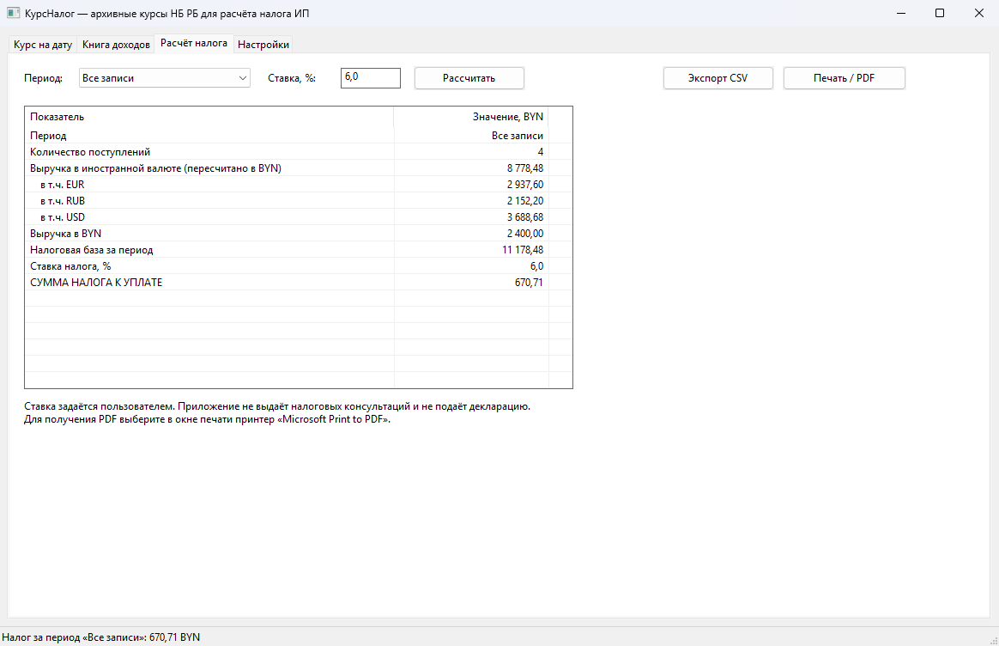 КурсНалог — архивные курсы НБ РБ для расчёта налога ИП
Курс на дату Книга доходов Расчёт налога Настройки
Период: Все записи Ставка, %: 6,0 Рассчитать Экспорт CSV Печать / PDF
Показатель Значение, BYN
Период Все записи
Количество поступлений 4
Выручка в иностранной валюте (пересчитано в BYN) 8 778,48
в т.ч. EUR 2 937,60
в т.ч. RUB 2 152,20
в т.ч. USD 3 688,68
Выручка в BYN 2 400,00
Налоговая база за период 11 178,48
Ставка налога, % 6,0
СУММА НАЛОГА К УПЛАТЕ 670,71
Ставка задаётся пользователем. Приложение не выдаёт налоговых консультаций и не подаёт декларацию.
Для получения PDF выберите в окне печати принтер «Microsoft Print to PDF».
Налог за период «Все записи»: 670,71 BYN